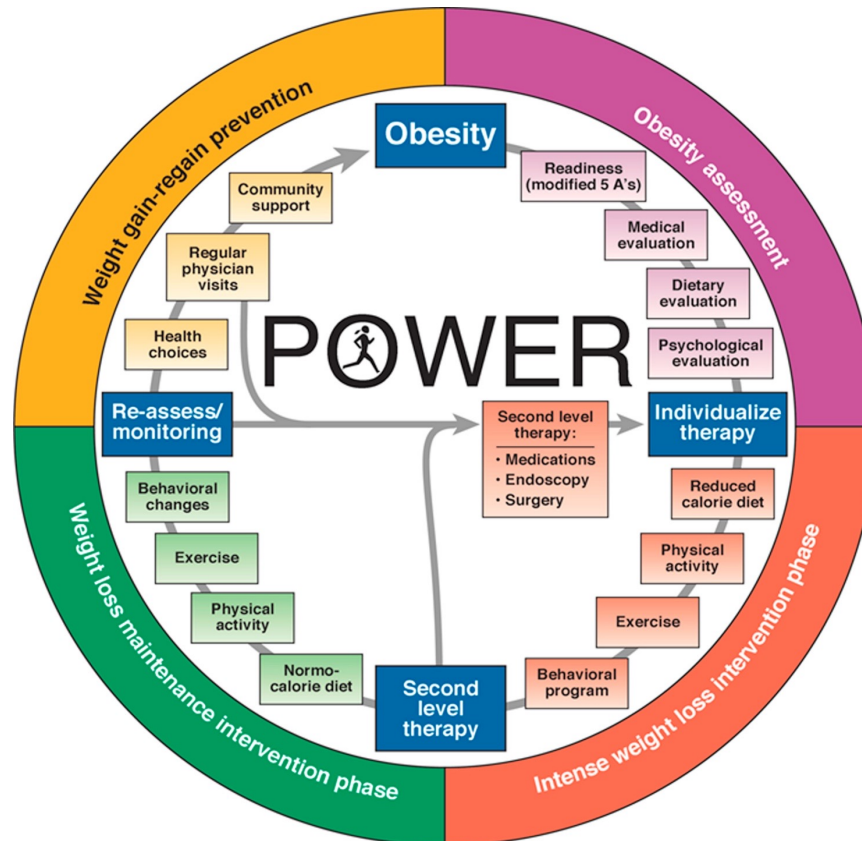 Weight gain-regain prevention
Obesity assessment
Obesity
Community
support
Readiness
(modified 5 A's)
Regular
physician
visits
Medical
evaluation
Dietary
evaluation
Health
choices
Psychological
evaluation
POWER
Re-assess/
monitoring
Second level
therapy:
· Medications
· Endoscopy
· Surgery
Individualize
therapy
Behavioral
changes
Reduced
calorie diet
Exercise
Physical
activity
Physical
activity
Exercise
Normo-
calorie diet
Second
level
therapy
Behavioral
program
Weight loss maintenance intervention phase
Intense weight loss intervention phase